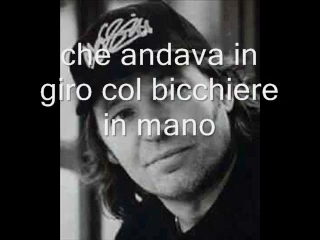 che andava in
giro col bicchiere
in mano